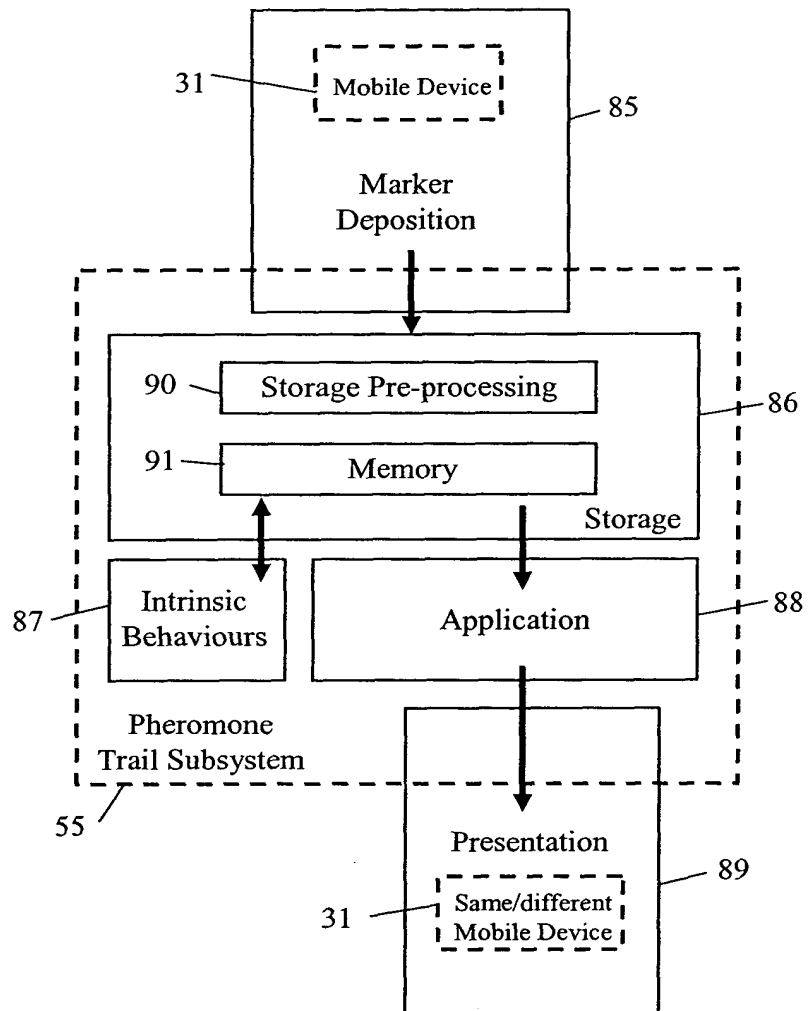 31
Mobile Device
85
Marker
Deposition
90
Storage Pre-processing
86
91
Memory
Storage
87
Intrinsic
Behaviours
Application
88
Pheromone
Trail Subsystem
55
Presentation
89
31
Same/different
Mobile Device